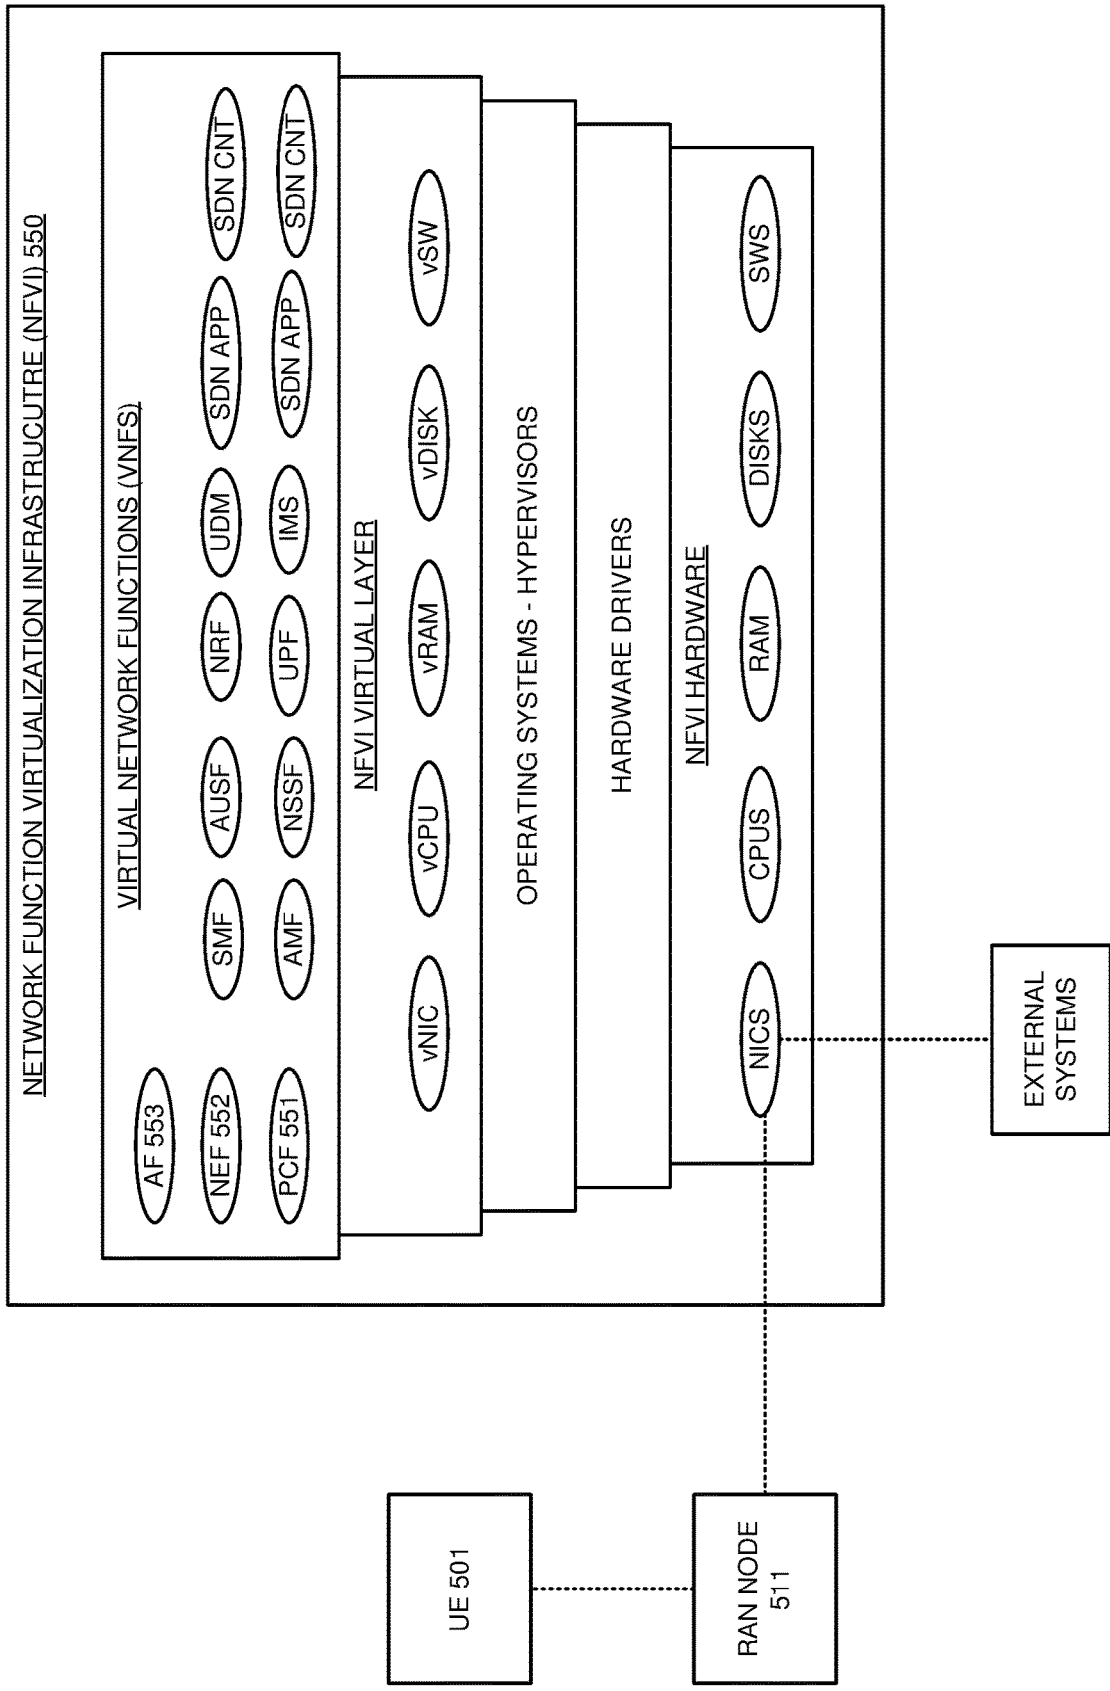 NETWORK FUNCTION VIRTUALIZATION INFRASTRUCUTRE (NFVI) 550
VIRTUAL NETWORK FUNCTIONS (VNFS)
AF 553
NEF 552
SMF
AUSF
NRF
UDM
SDN APP
SDN CNT
PCF 551
AMF
NSSF
UPF
IMS
SDN APP
SDN CNT
NFVI VIRTUAL LAYER
vNIC
vCPU
vRAM
vDISK
vSW
OPERATING SYSTEMS - HYPERVISORS
HARDWARE DRIVERS
NFVI HARDWARE
NICS
CPUS
RAM
DISKS
SWS
UE 501
RAN NODE
511
EXTERNAL
SYSTEMS